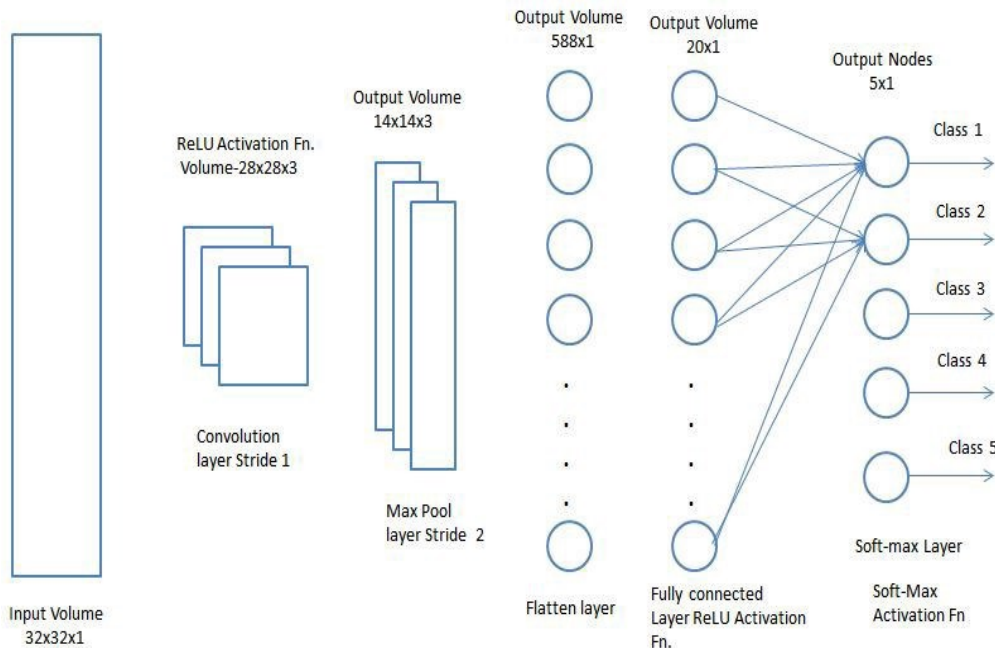 Input Volume
32x32x1
ReLU Activation Fn.
Volume-28x28x3
Convolution
layer Stride 1
Output Volume
14x14x3
Max Pool
layer Stride 2
Output Volume
588x1
Flatten layer
Output Volume
20x1
Fully connected
Layer ReLU Activation
Fn.
Output Nodes
5x1
Class 1
Class 2
Class 3
Class 4
Class 5
Soft-max Layer
Soft-Max
Activation Fn